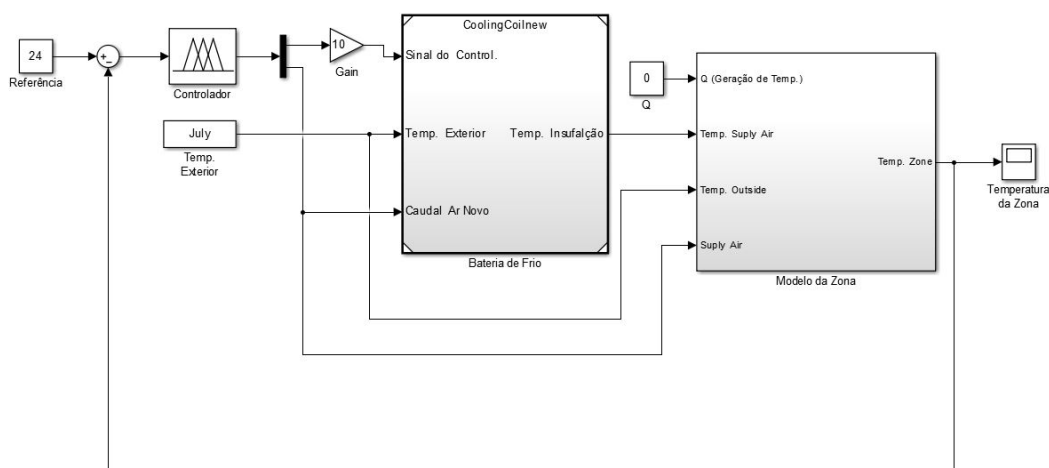 CoolingCoilnew
24
Referência
+
−
Controlador
10
Gain
Sinal do Control.
0
Q
Q (Geração de Temp.)
July
Temp.
Exterior
Temp. Exterior
Temp. Insufalção
Temp. Suply Air
Temp. Zone
Temperatura
da Zona
Temp. Outside
Caudal Ar Novo
Suply Air
Bateria de Frio
Modelo da Zona